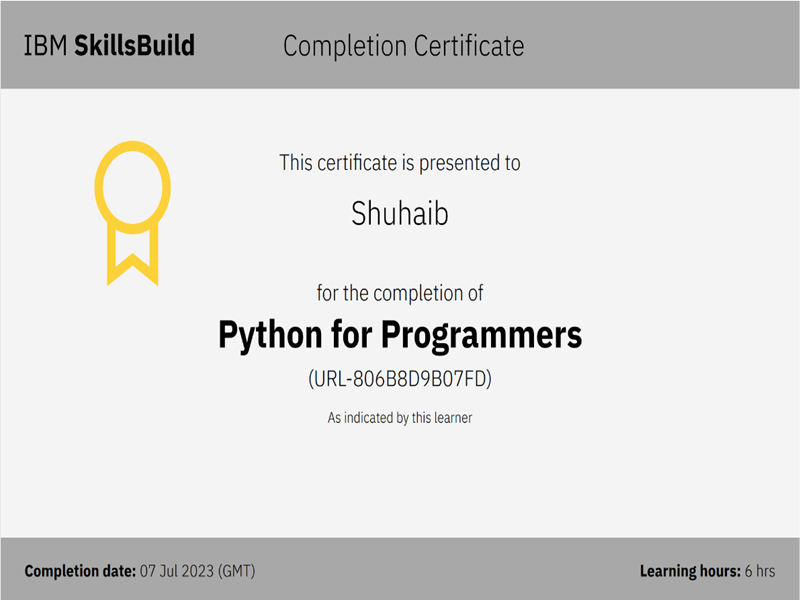 IBM SkillsBuild
Completion Certificate
This certificate is presented to
Shuhaib
for the completion of
Python for Programmers
(URL-806B8D9B07FD)
As indicated by this learner
Completion date: 07 Jul 2023 (GMT)
Learning hours: 6 hrs